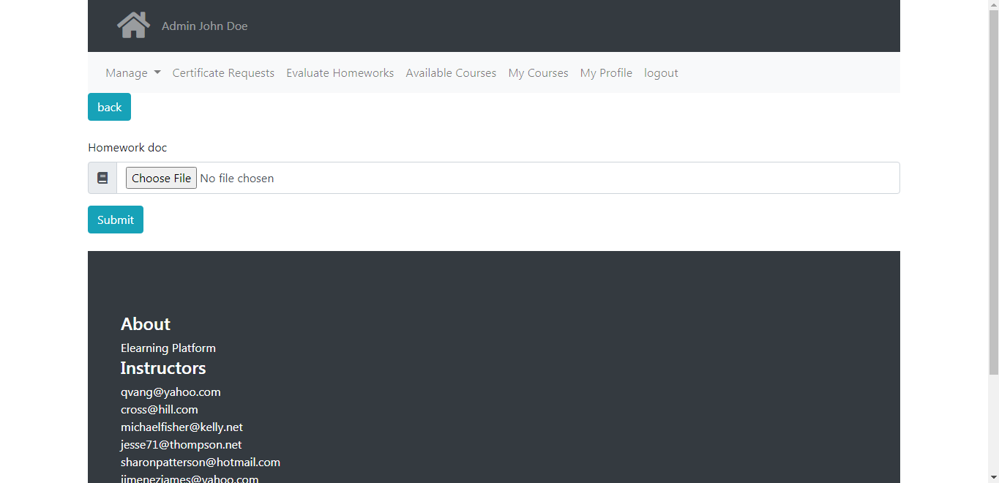 Admin John Doe
Manage Certificate Requests Evaluate Homeworks Available Courses My Courses My Profile logout
back
Homework doc
Choose File No file chosen
Submit
About
Elearning Platform
Instructors
qvang@yahoo.com
cross@hill.com
michaelfisher@kelly.net
jesse71@thompson.net
sharonpatterson@hotmail.com
jimenezjames@yahoo.com